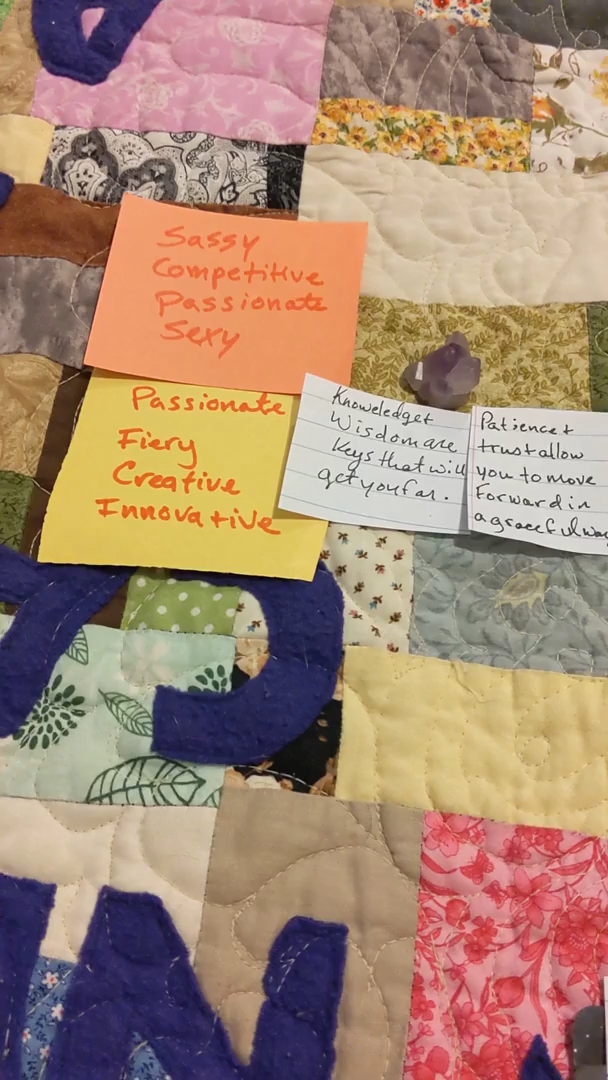 Sassy
Competitive
Passionate
Sexy
Passionate
Fiery
Creative
Innovative
Knoweledget
Wisdom are
Keys that will
get you far.
Patience +
trust allow
you to move
Forward in
a graceful way